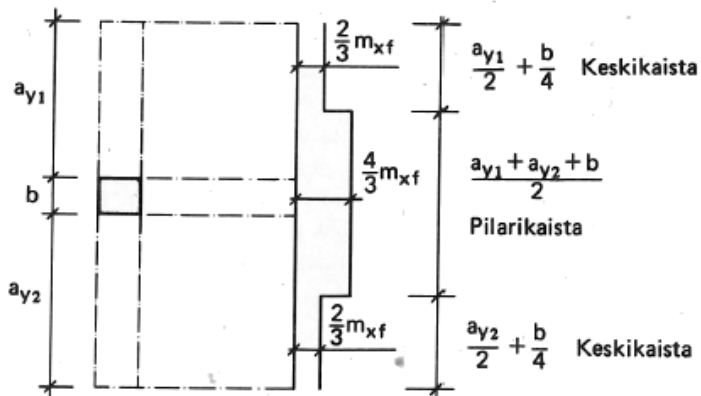 2/3 m_xf
a_y1/2 + b/4 Keskikaista
a_y1
4/3 m_xf
(a_y1 + a_y2 + b)/2
Pilarikaista
b
a_y2
2/3 m_xf
a_y2/2 + b/4 Keskikaista